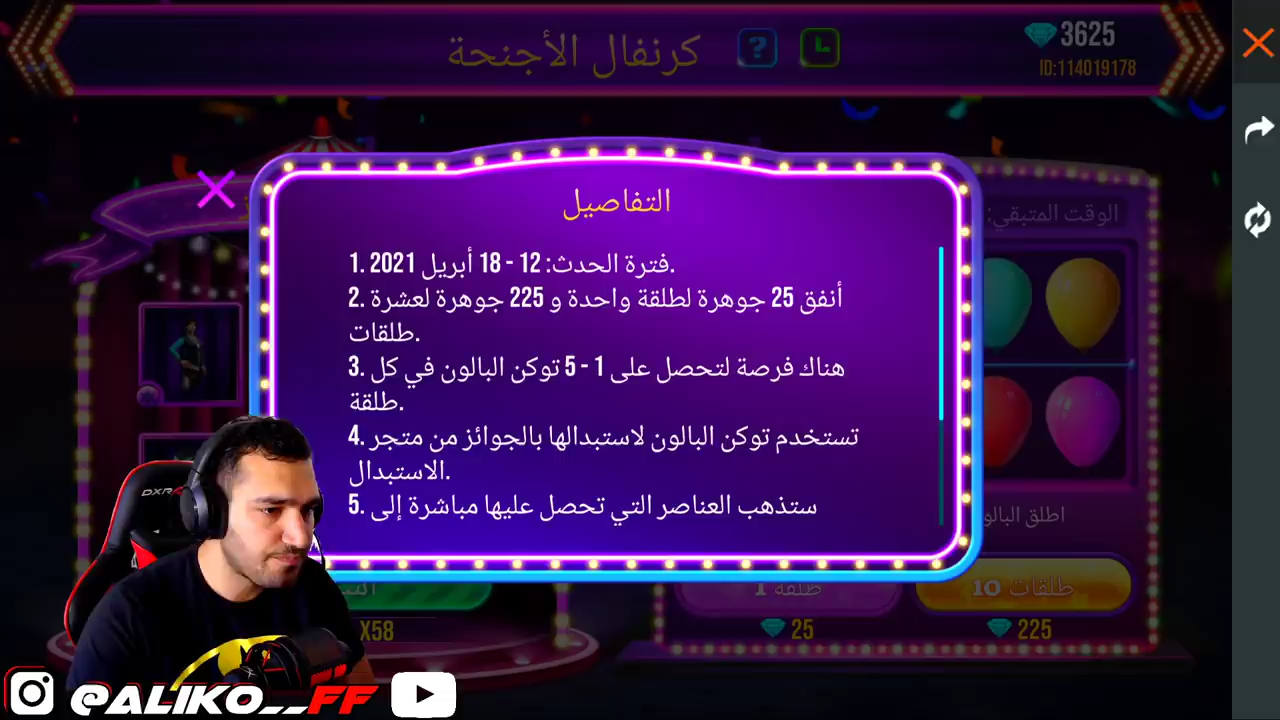 كرنفال الأجنحة
?
3625
ID:114019178
التفاصيل
1. فترة الحدث: 12 - 18 أبريل 2021.
2. أنفق 25 جوهرة لطلقة واحدة و 225 جوهرة لعشرة
طلقات.
3. هناك فرصة لتحصل على 1 - 5 توكن البالون في كل
طلقة.
4. تستخدم توكن البالون لاستبدالها بالجوائز من متجر
الاستبدال.
5. ستذهب العناصر التي تحصل عليها مباشرة إلى
الوقت المتبقي:
اطلق البالو
1 طلقة
10 طلقات
X58
25
225
DXR
@ALIKO__FF